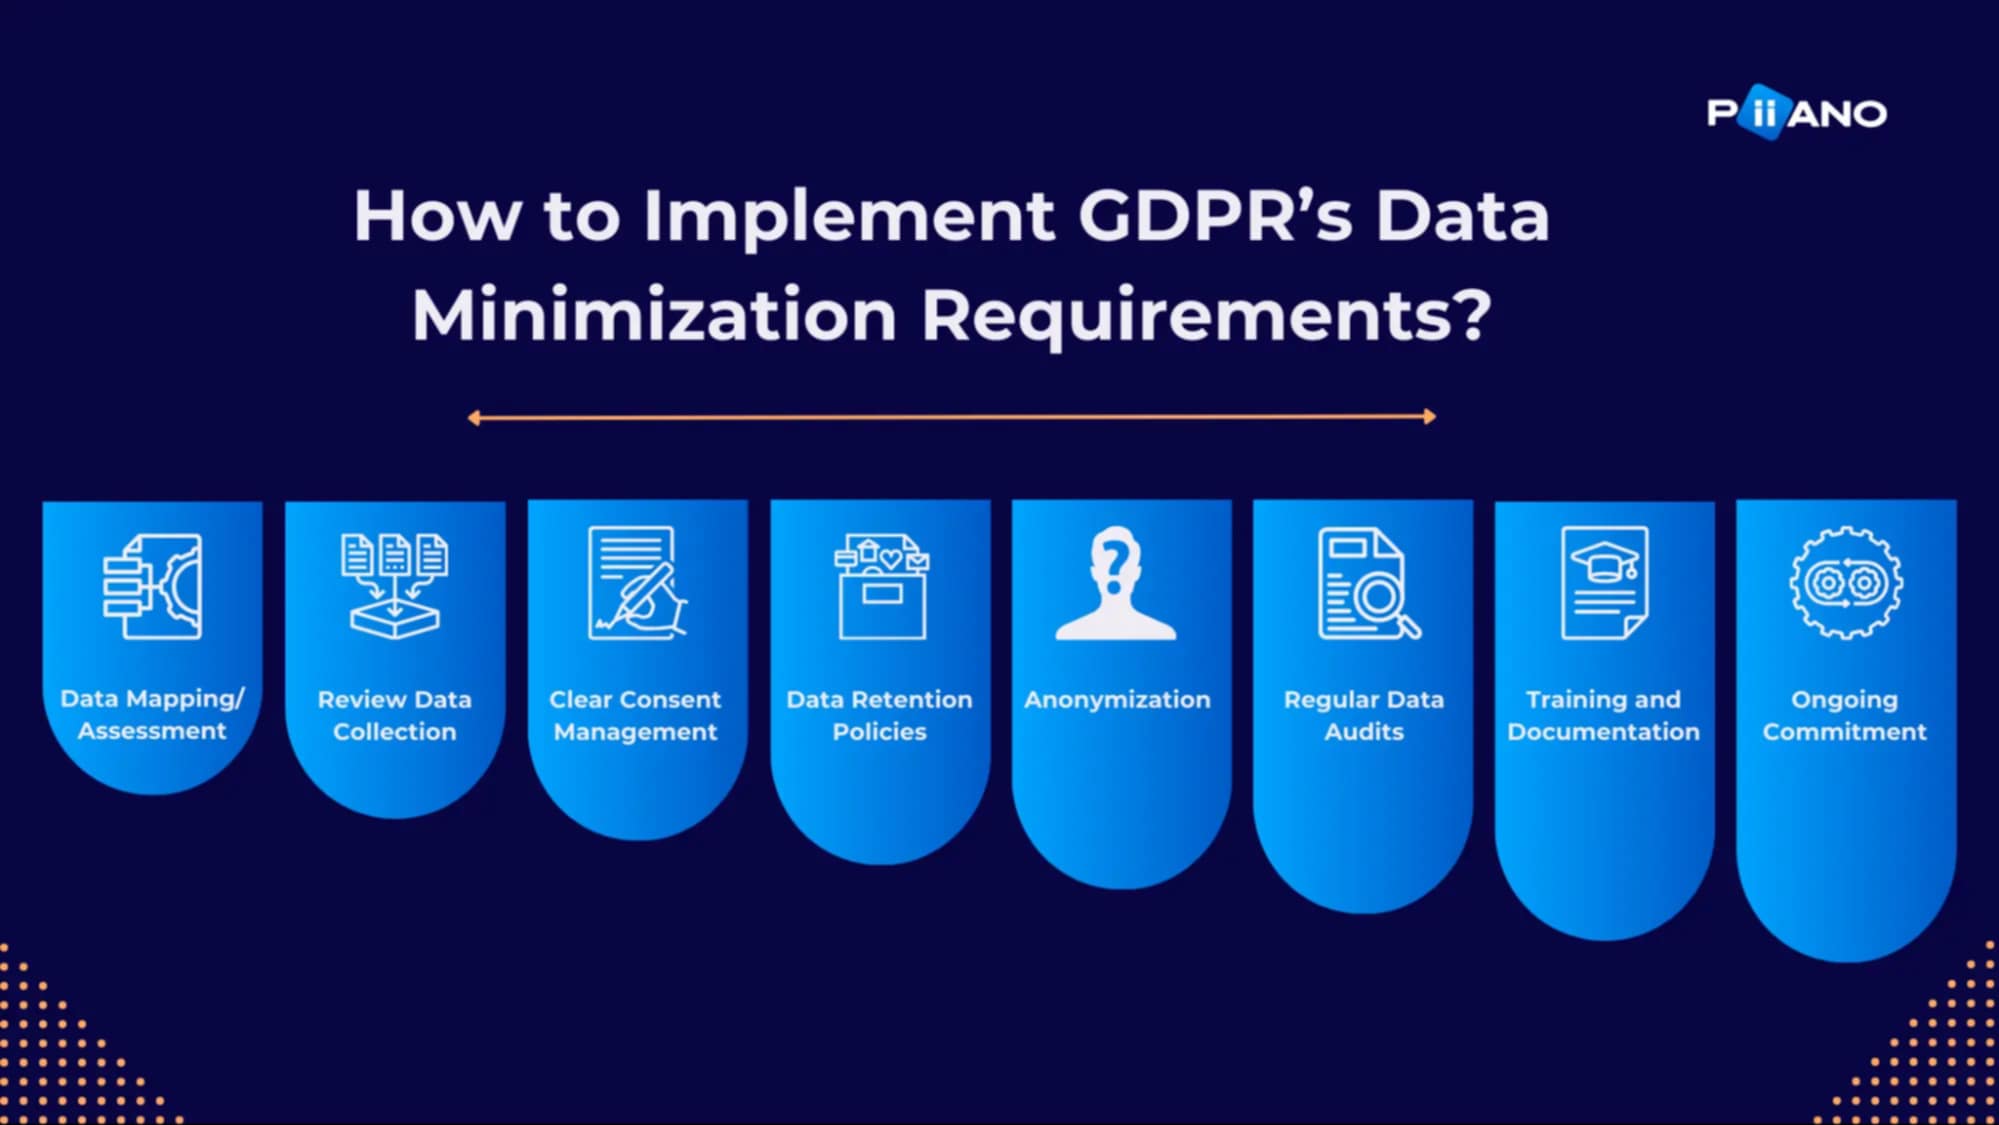 PiiANO
How to Implement GDPR’s Data
Minimization Requirements?
Data Mapping/
Assessment
Review Data
Collection
Clear Consent
Management
Data Retention
Policies
Anonymization
Regular Data
Audits
Training and
Documentation
Ongoing
Commitment